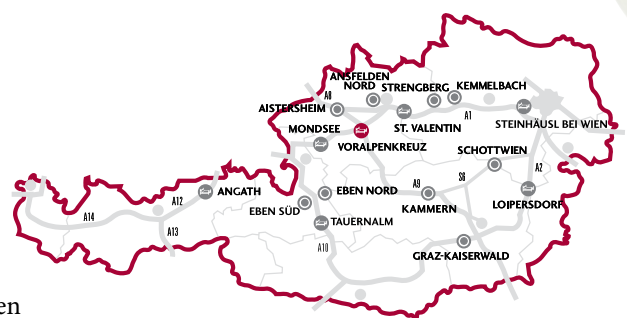 ANSFELDEN
NORD
STRENGBERG
KEMMELBACH
A8
AISTERSHEIM
A1
MONDSEE
ST. VALENTIN
STEINHÄUSL BEI WIEN
VORALPENKREUZ
SCHOTTWIEN
A2
S6
A9
ANGATH
A12
EBEN NORD
EBEN SÜD
KAMMERN
LOIPERSDORF
A14
A13
TAUERNALM
A10
GRAZ-KAISERWALD
en